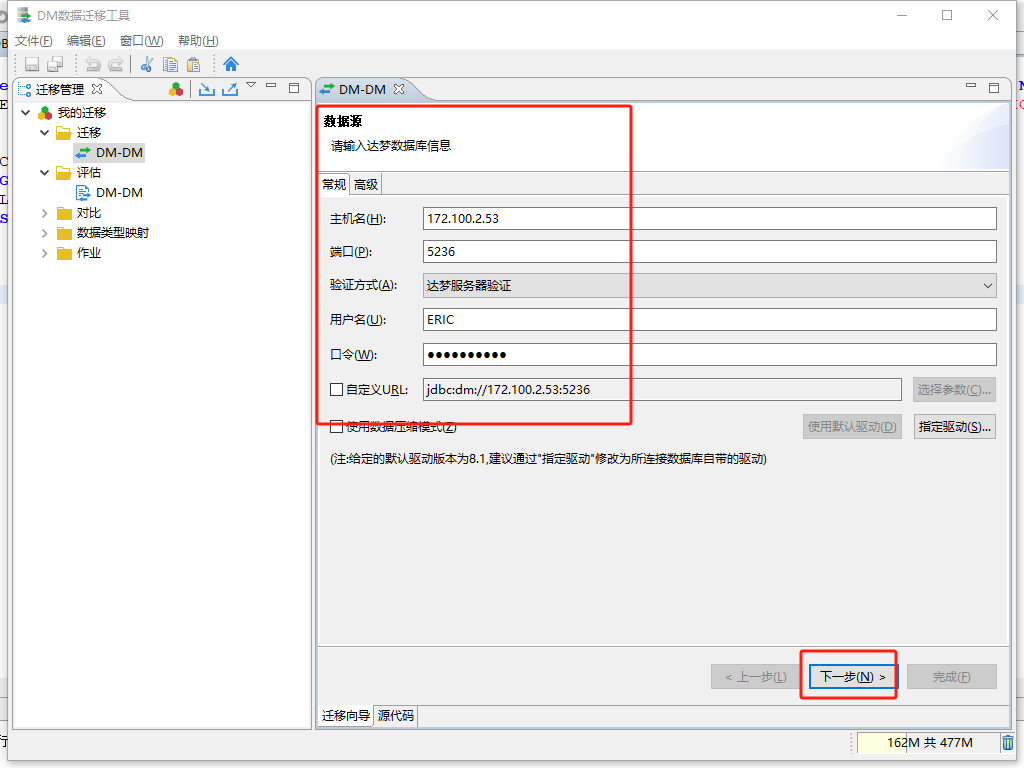 DM数据迁移工具
文件(F) 编辑(E) 窗口(W) 帮助(H)
迁移管理
我的迁移
迁移
DM-DM
评估
DM-DM
对比
数据类型映射
作业
DM-DM
数据源
请输入达梦数据库信息
常规 高级
主机名(H): 172.100.2.53
端口(P): 5236
验证方式(A): 达梦服务器验证
用户名(U): ERIC
口令(W): ●●●●●●●●●●
自定义URL: jdbc:dm://172.100.2.53:5236 选择参数(C)...
使用数据压缩模式(Z) 使用默认驱动(D) 指定驱动(S)...
(注:给定的默认驱动版本为8.1,建议通过"指定驱动"修改为所连接数据库自带的驱动)
< 上一步(L) 下一步(N) > 完成(F)
迁移向导 源代码
162M 共 477M